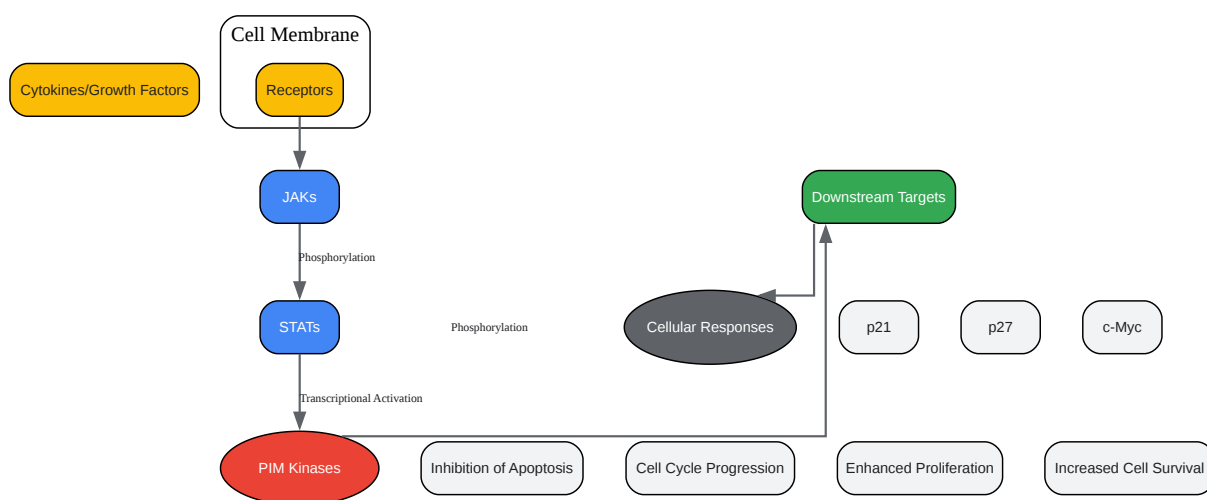 Cell Membrane
Cytokines/Growth Factors
Receptors
JAKs
Downstream Targets
Phosphorylation
STATs
Phosphorylation
Cellular Responses
p21
p27
c-Myc
Transcriptional Activation
PIM Kinases
Inhibition of Apoptosis
Cell Cycle Progression
Enhanced Proliferation
Increased Cell Survival